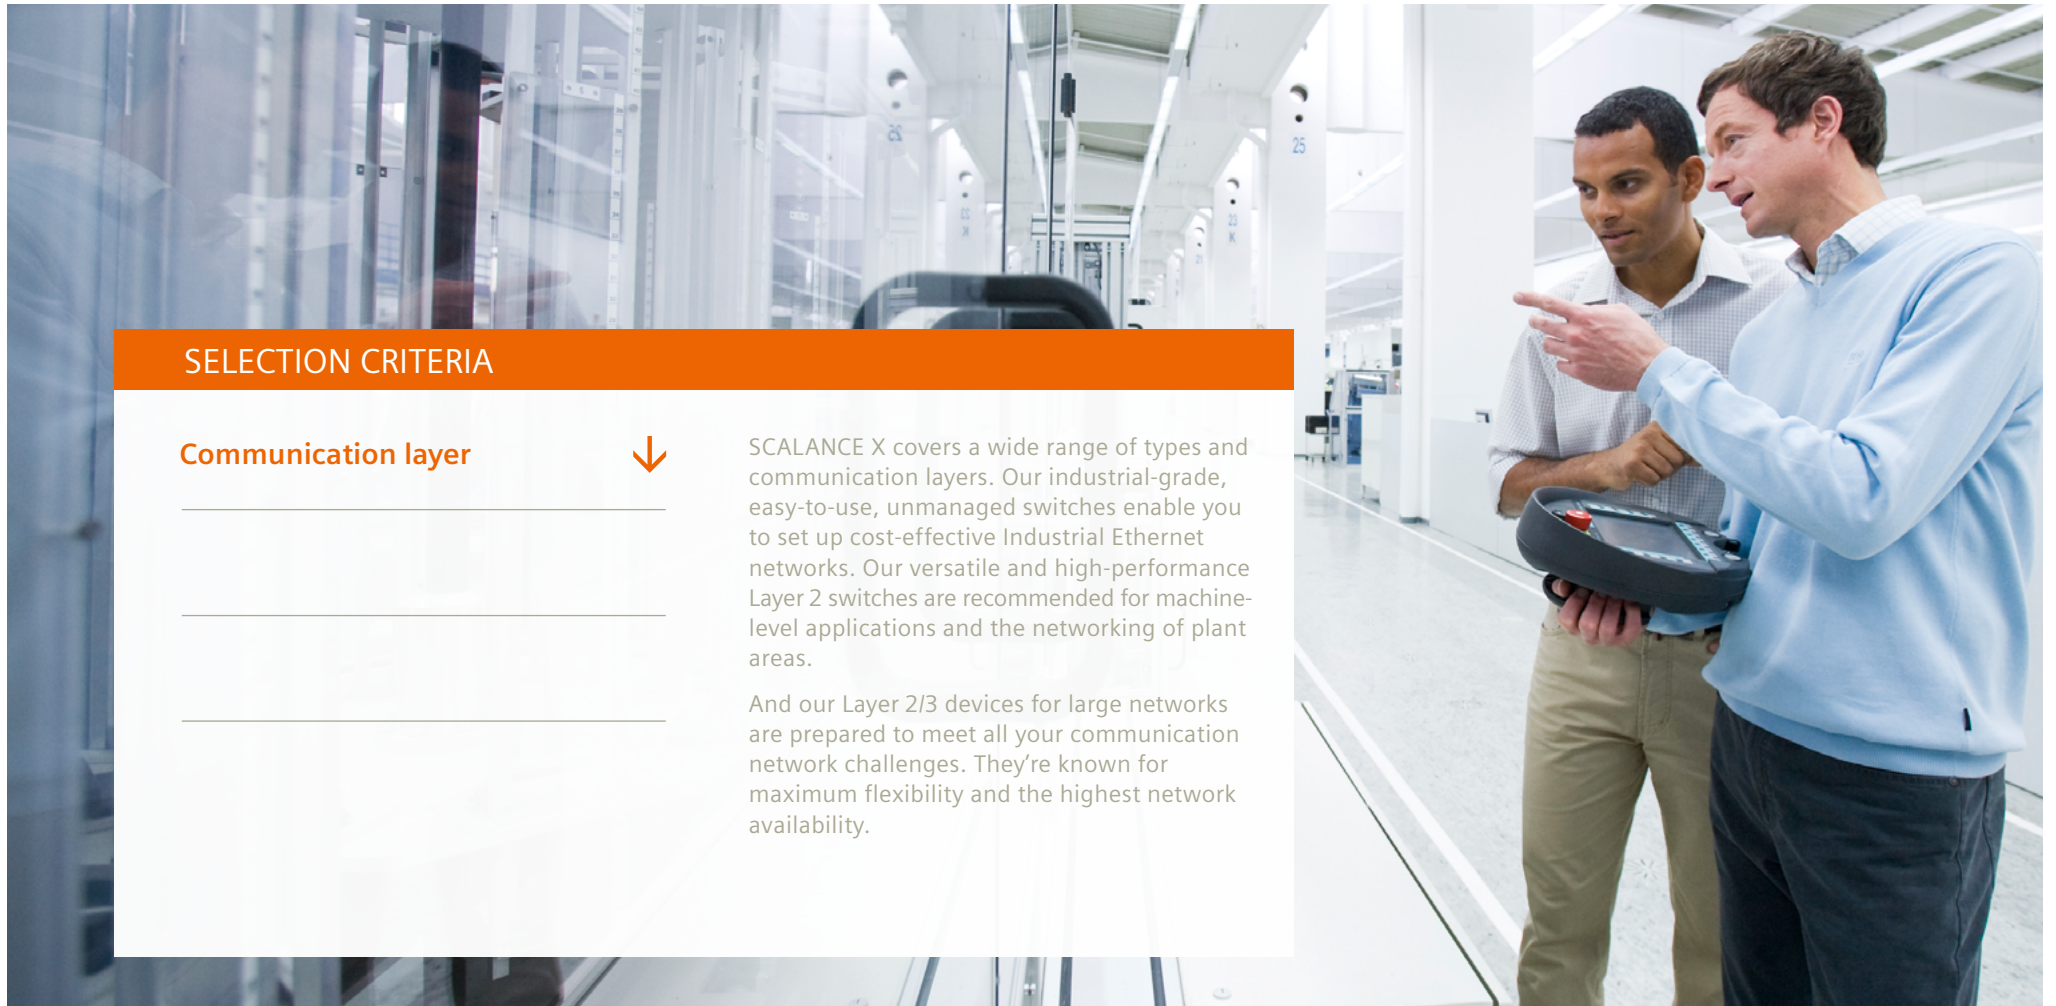 25
25
23
K
SELECTION CRITERIA
Communication layer
SCALANCE X covers a wide range of types and
communication layers. Our industrial-grade,
easy-to-use, unmanaged switches enable you
to set up cost-effective Industrial Ethernet
networks. Our versatile and high-performance
Layer 2 switches are recommended for machine-
level applications and the networking of plant
areas.
And our Layer 2/3 devices for large networks
are prepared to meet all your communication
network challenges. They’re known for
maximum flexibility and the highest network
availability.